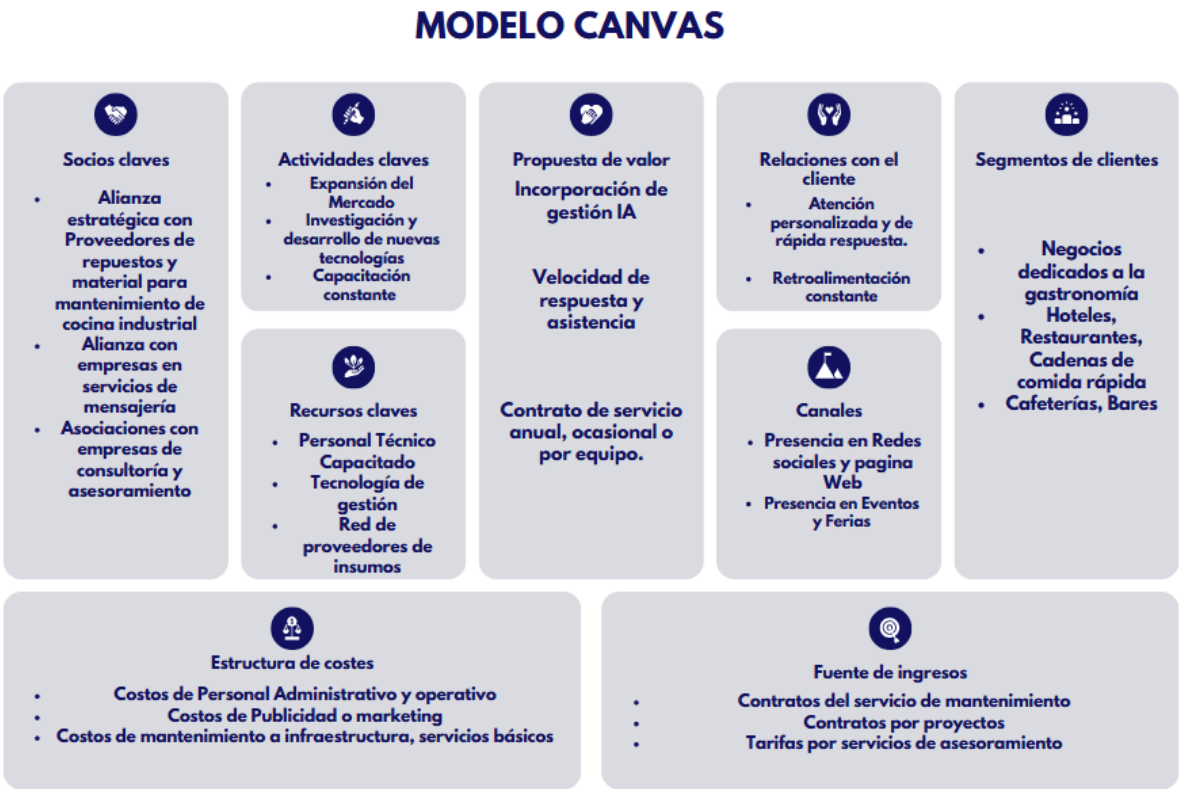 MODELO CANVAS
Socios claves
• Alianza
estratégica con
Proveedores de
repuestos y
material para
mantenimiento de
cocina industrial
• Alianza con
empresas en
servicios de
mensajería
• Asociaciones con
empresas de
consultoría y
asesoramiento
Actividades claves
• Expansión del
Mercado
• Investigación y
desarrollo de nuevas
tecnologías
• Capacitación
constante
Recursos claves
• Personal Técnico
Capacitado
• Tecnología de
gestión
• Red de
proveedores de
insumos
Propuesta de valor
Incorporación de
gestión IA
Velocidad de
respuesta y
asistencia
Contrato de servicio
anual, ocasional o
por equipo.
Relaciones con el
cliente
• Atención
personalizada y de
rápida respuesta.
• Retroalimentación
constante
Canales
• Presencia en Redes
sociales y pagina
Web
• Presencia en Eventos
y Ferias
Segmentos de clientes
• Negocios
dedicados a la
gastronomía
• Hoteles,
Restaurantes,
Cadenas de
comida rápida
• Cafeterías, Bares
Estructura de costes
• Costos de Personal Administrativo y operativo
• Costos de Publicidad o marketing
• Costos de mantenimiento a infraestructura, servicios básicos
Fuente de ingresos
• Contratos del servicio de mantenimiento
• Contratos por proyectos
• Tarifas por servicios de asesoramiento